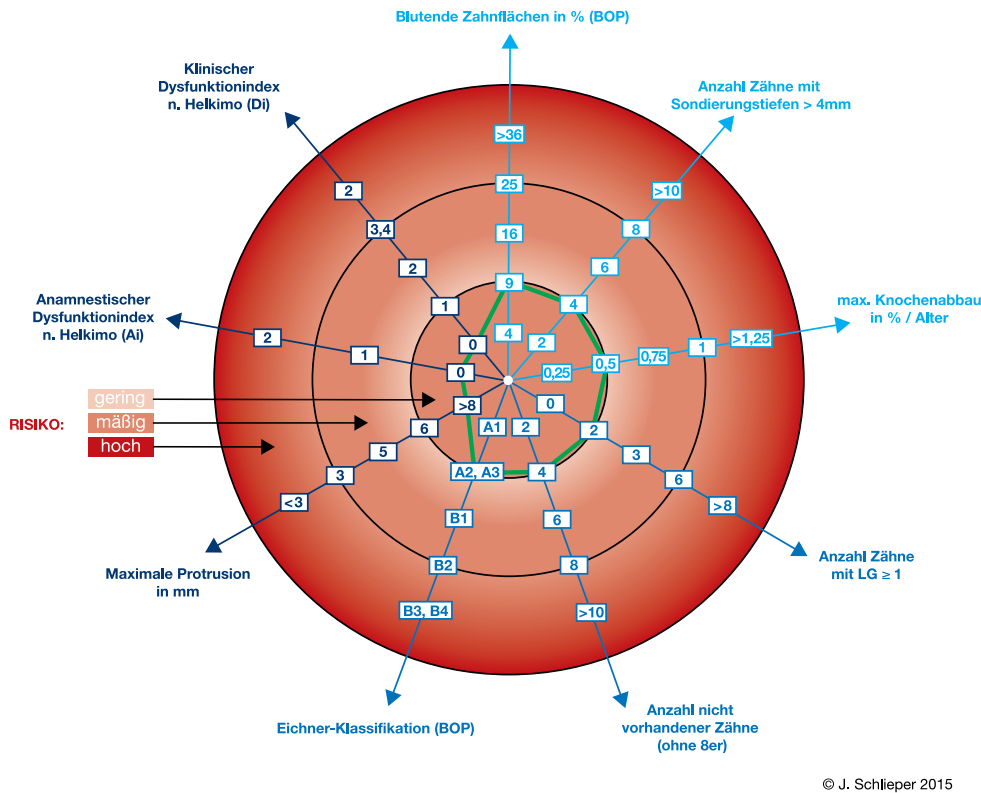 Blutende Zahnflächen in % (BOP)
>36
25
16
9
4
Anzahl Zähne mit
Sondierungstiefen > 4mm
>10
8
6
4
2
max. Knochenabbau
in % / Alter
>1,25
1
0,75
0,5
0,25
Anzahl Zähne
mit LG ≥ 1
0
2
3
6
>8
Anzahl nicht
vorhandener Zähne
(ohne 8er)
2
4
6
8
>10
Eichner-Klassifikation (BOP)
A1
A2, A3
B1
B2
B3, B4
Maximale Protrusion
in mm
>8
6
5
3
<3
Anamnestischer
Dysfunktionindex
n. Helkimo (Ai)
2
1
0
Klinischer
Dysfunktionindex
n. Helkimo (Di)
2
3,4
2
1
0
RISIKO:
gering
mäßig
hoch
© J. Schlieper 2015